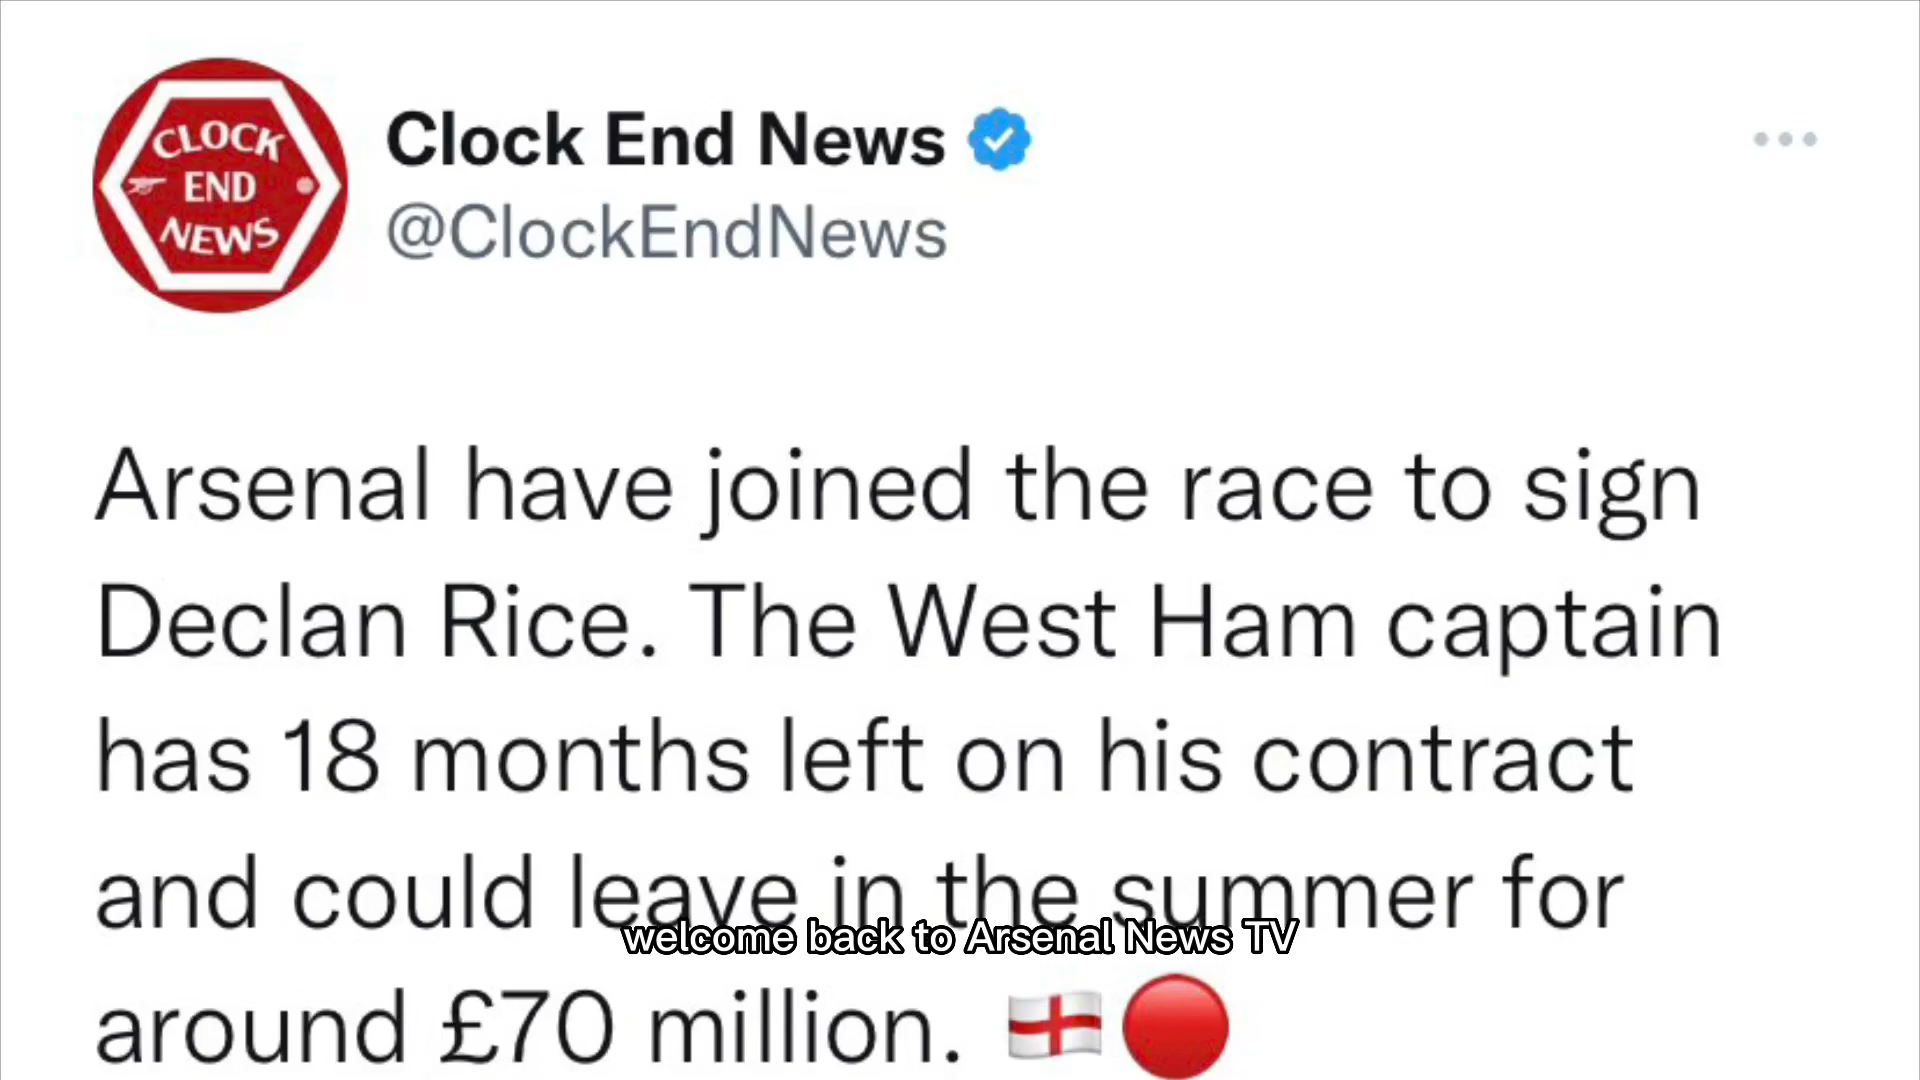 CLOCK
END
NEWS
Clock End News
@ClockEndNews
Arsenal have joined the race to sign
Declan Rice. The West Ham captain
has 18 months left on his contract
and could leave in the summer for
welcome back to Arsenal News TV
around £70 million. 🏴󠁧󠁢󠁥󠁮󠁧󠁿🔴